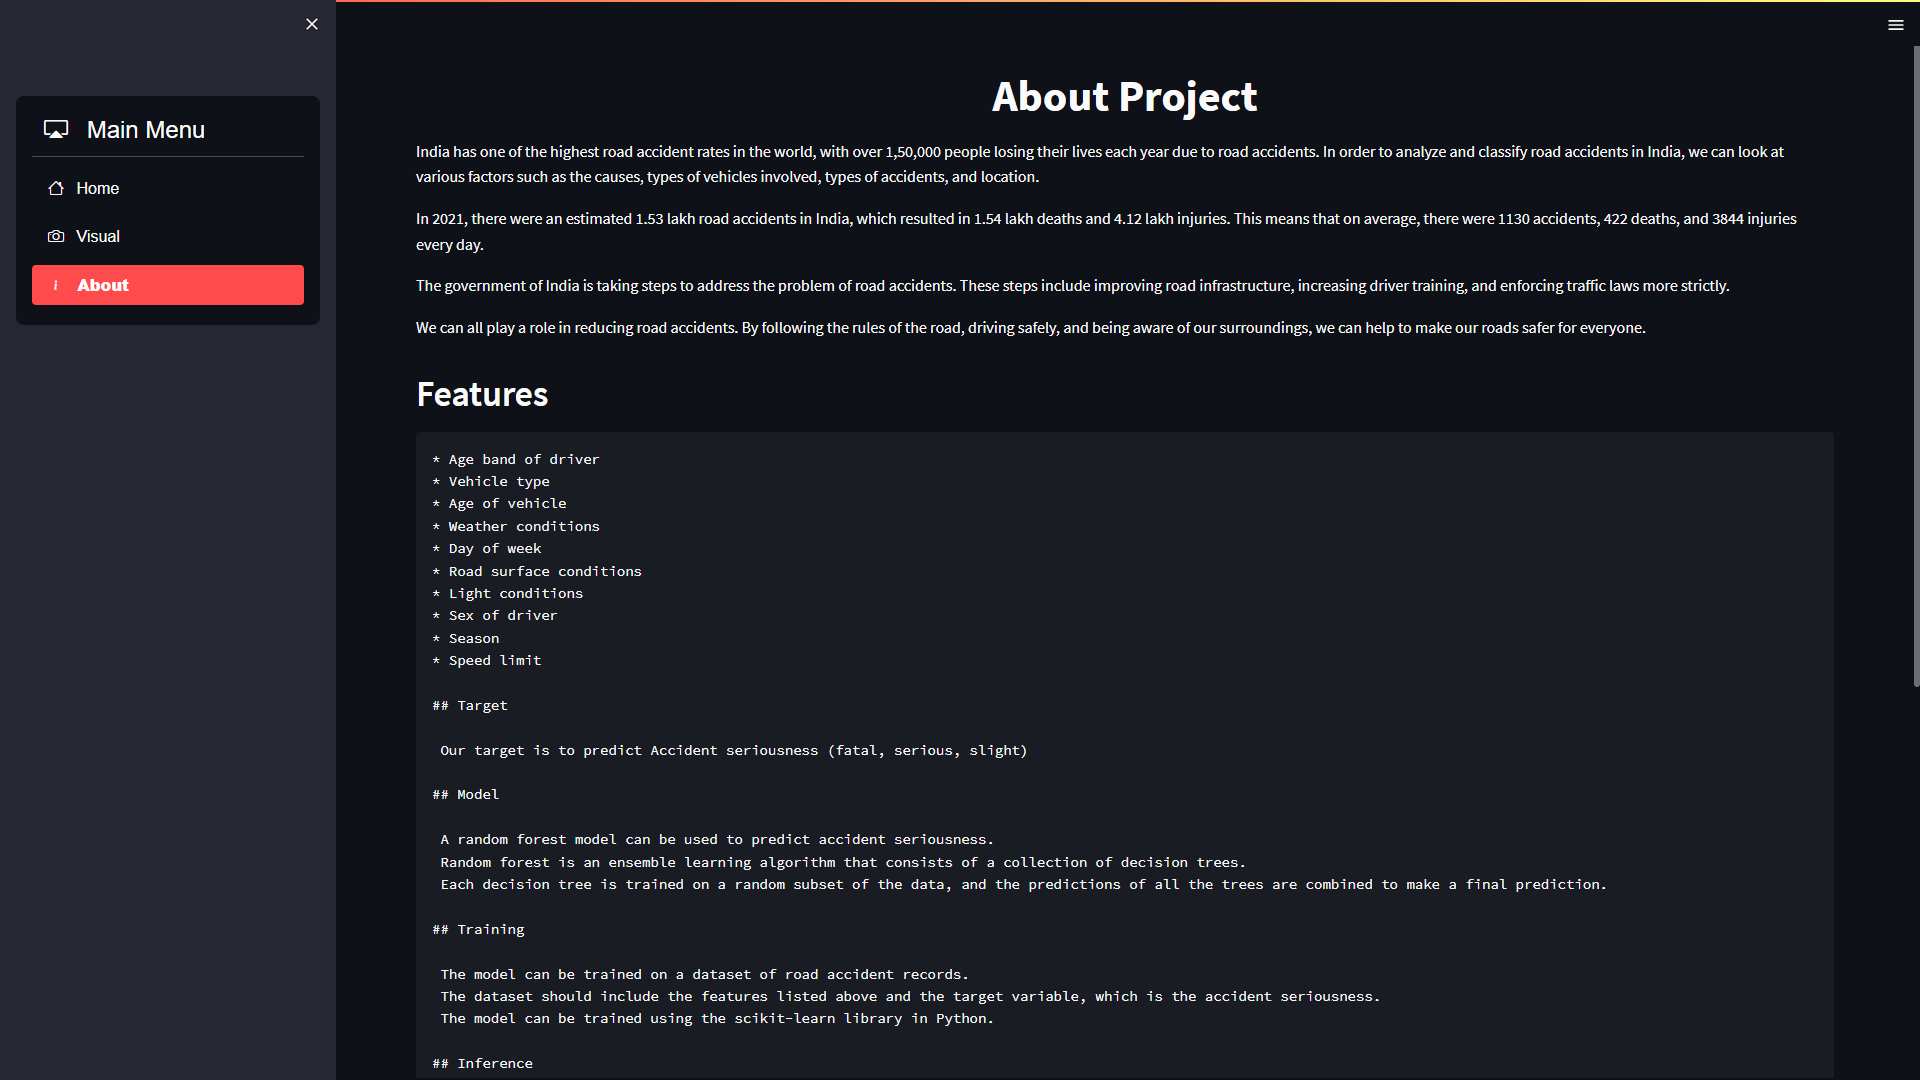 Main Menu
Home
Visual
About
About Project
India has one of the highest road accident rates in the world, with over 1,50,000 people losing their lives each year due to road accidents. In order to analyze and classify road accidents in India, we can look at
various factors such as the causes, types of vehicles involved, types of accidents, and location.
In 2021, there were an estimated 1.53 lakh road accidents in India, which resulted in 1.54 lakh deaths and 4.12 lakh injuries. This means that on average, there were 1130 accidents, 422 deaths, and 3844 injuries
every day.
The government of India is taking steps to address the problem of road accidents. These steps include improving road infrastructure, increasing driver training, and enforcing traffic laws more strictly.
We can all play a role in reducing road accidents. By following the rules of the road, driving safely, and being aware of our surroundings, we can help to make our roads safer for everyone.
Features
* Age band of driver
* Vehicle type
* Age of vehicle
* Weather conditions
* Day of week
* Road surface conditions
* Light conditions
* Sex of driver
* Season
* Speed limit
## Target
Our target is to predict Accident seriousness (fatal, serious, slight)
## Model
A random forest model can be used to predict accident seriousness.
Random forest is an ensemble learning algorithm that consists of a collection of decision trees.
Each decision tree is trained on a random subset of the data, and the predictions of all the trees are combined to make a final prediction.
## Training
The model can be trained on a dataset of road accident records.
The dataset should include the features listed above and the target variable, which is the accident seriousness.
The model can be trained using the scikit-learn library in Python.
## Inference